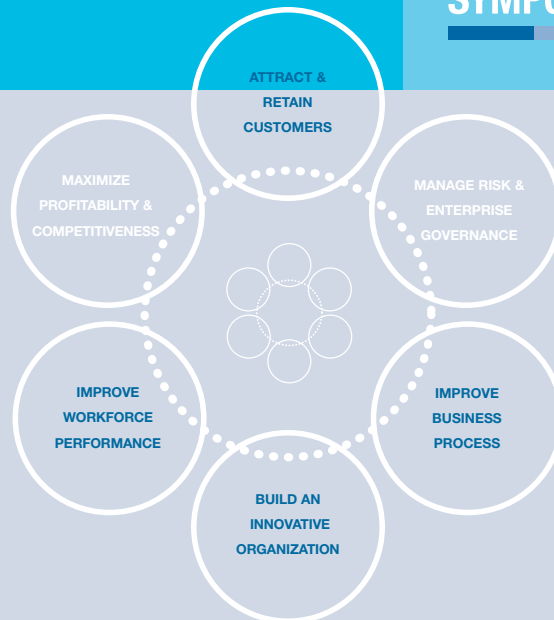 ATTRACT &
RETAIN
CUSTOMERS
MAXIMIZE
PROFITABILITY &
COMPETITIVENESS
MANAGE RISK &
ENTERPRISE
GOVERNANCE
IMPROVE
WORKFORCE
PERFORMANCE
IMPROVE
BUSINESS
PROCESS
BUILD AN
INNOVATIVE
ORGANIZATION